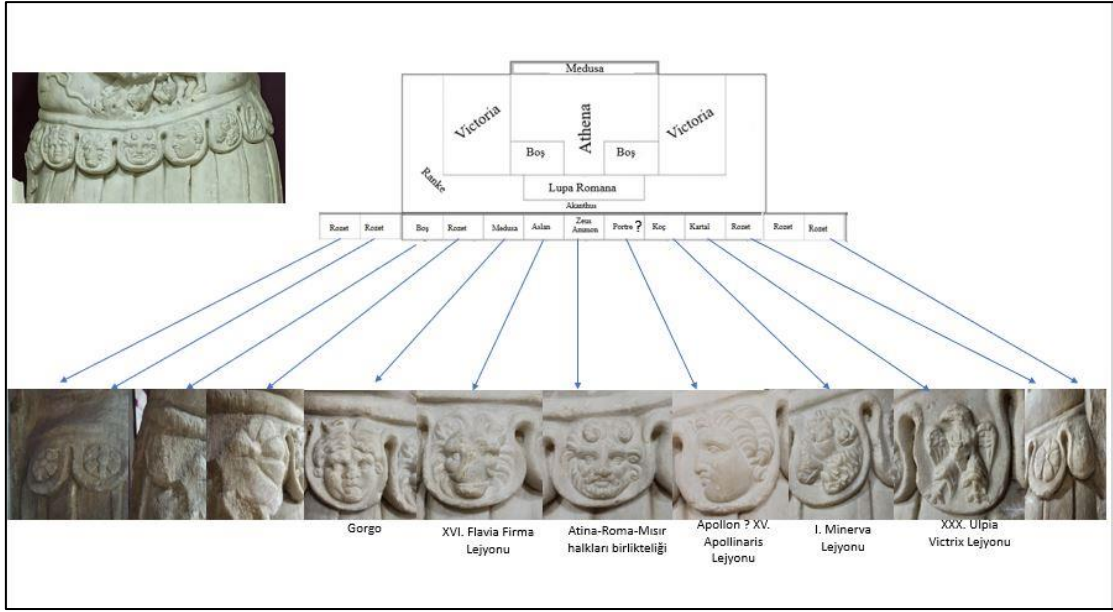 Medusa
Victoria
Athena
Victoria
Boş
Boş
Ranke
Lupa Romana
Akanthus
Rozet
Rozet
Boş
Rozet
Medusa
Aslan
Zeus
Ammon
Portre ?
Koç
Kartal
Rozet
Rozet
Rozet
Gorgo
XVI. Flavia Firma
Lejyonu
Atina-Roma-Mısır
halkları birlikteliği
Apollon ? XV.
Apollinaris
Lejyonu
I. Minerva
Lejyonu
XXX. Ulpia
Victrix Lejyonu